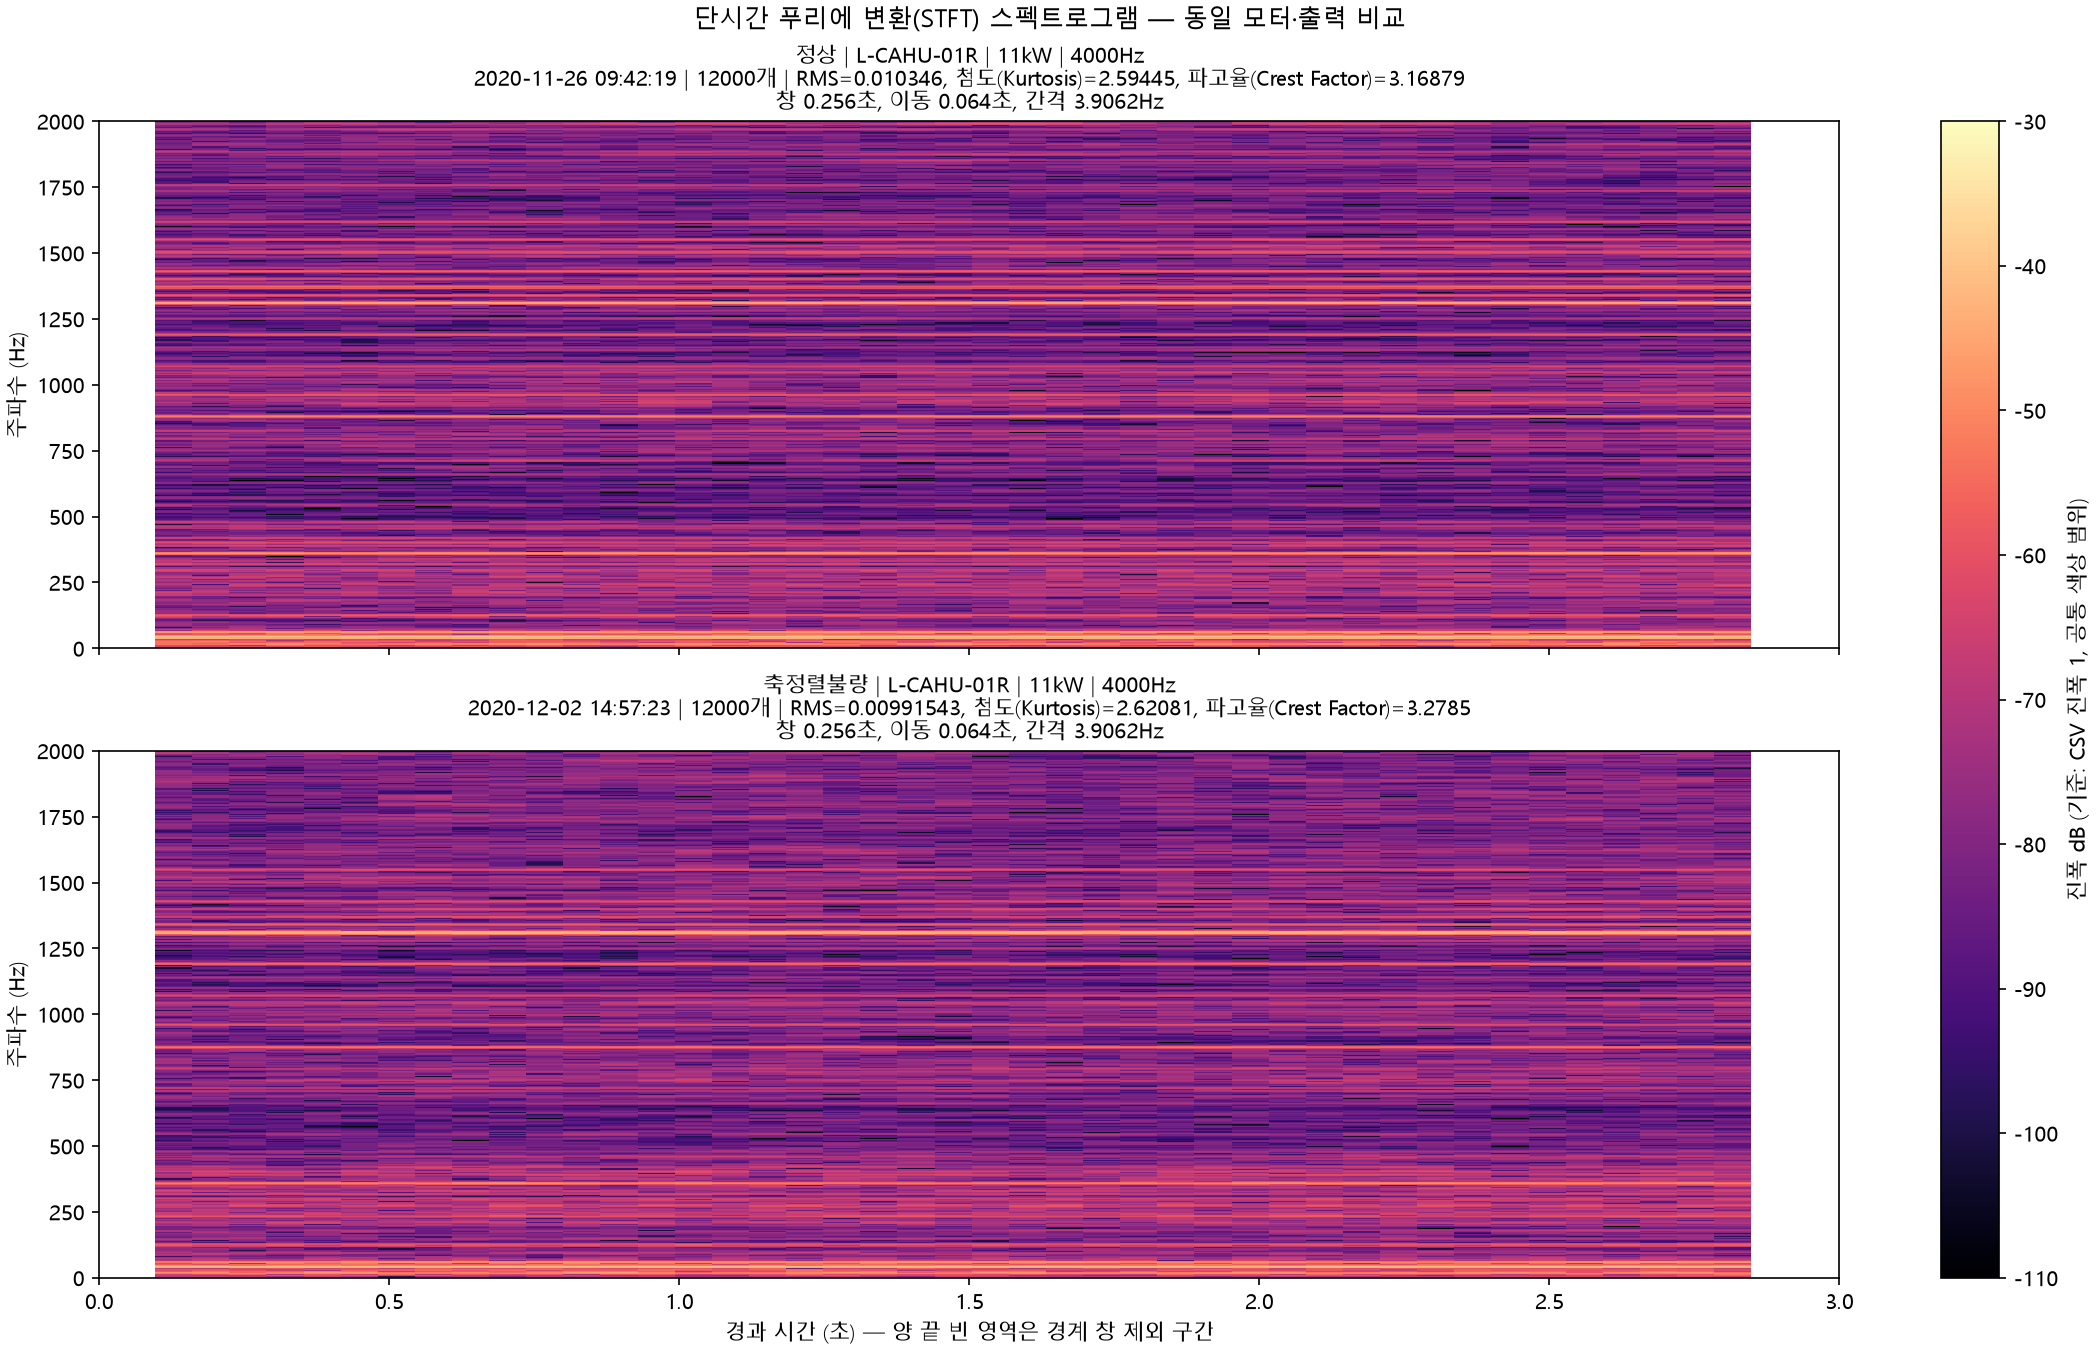 단시간 푸리에 변환(STFT) 스펙트로그램 — 동일 모터·출력 비교
정상 | L-CAHU-01R | 11kW | 4000Hz
2020-11-26 09:42:19 | 12000개 | RMS=0.010346, 첨도(Kurtosis)=2.59445, 파고율(Crest Factor)=3.16879
창 0.256초, 이동 0.064초, 간격 3.9062Hz
2000
1750
1500
1250
1000
750
500
250
0
주파수 (Hz)
축정렬불량 | L-CAHU-01R | 11kW | 4000Hz
2020-12-02 14:57:23 | 12000개 | RMS=0.00991543, 첨도(Kurtosis)=2.62081, 파고율(Crest Factor)=3.2785
창 0.256초, 이동 0.064초, 간격 3.9062Hz
2000
1750
1500
1250
1000
750
500
250
0
주파수 (Hz)
0.0 0.5 1.0 1.5 2.0 2.5 3.0
경과 시간 (초) — 양 끝 빈 영역은 경계 창 제외 구간
-30
-40
-50
-60
-70
-80
-90
-100
-110
진폭 dB (기준: CSV 진폭 1, 공통 색상 범위)